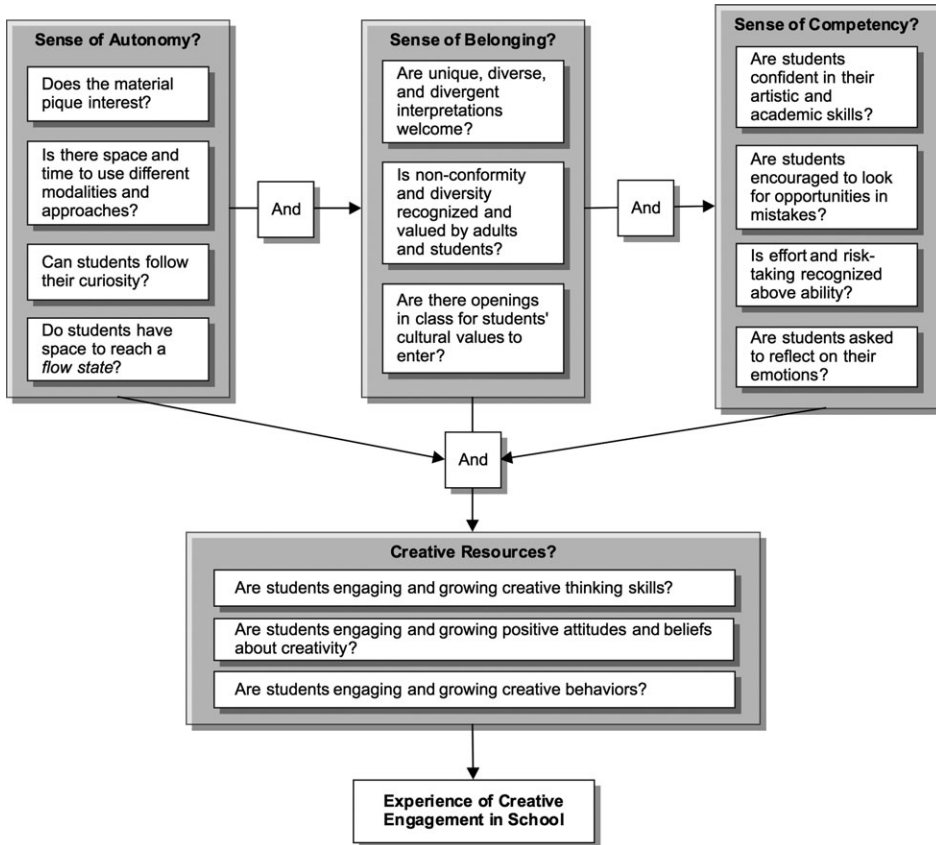 Sense of Autonomy?
Does the material
pique interest?
Is there space and
time to use different
modalities and
approaches?
Can students follow
their curiosity?
Do students have
space to reach a
flow state?
And
Sense of Belonging?
Are unique, diverse,
and divergent
interpretations
welcome?
Is non-conformity
and diversity
recognized and
valued by adults
and students?
Are there openings
in class for students'
cultural values to
enter?
And
Sense of Competency?
Are students
confident in their
artistic and
academic skills?
Are students
encouraged to look
for opportunities in
mistakes?
Is effort and risk-
taking recognized
above ability?
Are students asked
to reflect on their
emotions?
And
Creative Resources?
Are students engaging and growing creative thinking skills?
Are students engaging and growing positive attitudes and beliefs
about creativity?
Are students engaging and growing creative behaviors?
Experience of Creative
Engagement in School